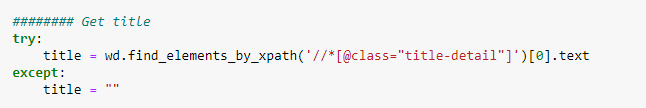 ######## Get title
try:
    title = wd.find_elements_by_xpath('//*[@class="title-detail"]')[0].text
except:
    title = ""